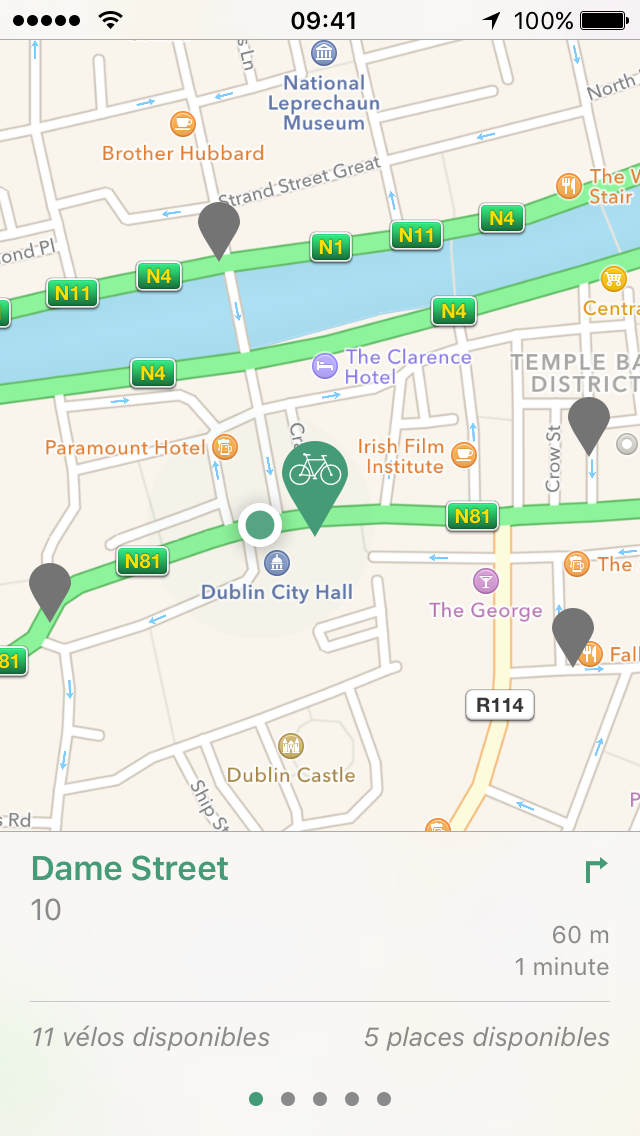 09:41
100%
s Ln
National
Leprechaun
Museum
North
Brother Hubbard
Strand Street Great
The W
Stair
N4
N11
N1
ond Pl
N4
N11
Centra
N4
N4
The Clarence
Hotel
TEMPLE BA
DISTRICT
Cra
Paramount Hotel
Irish Film
Institute
Crow St
N81
N81
The
Dublin City Hall
The George
Fall
81
R114
Dublin Castle
Ship St
P
s Rd
Dame Street
10
60 m
1 minute
11 vélos disponibles
5 places disponibles